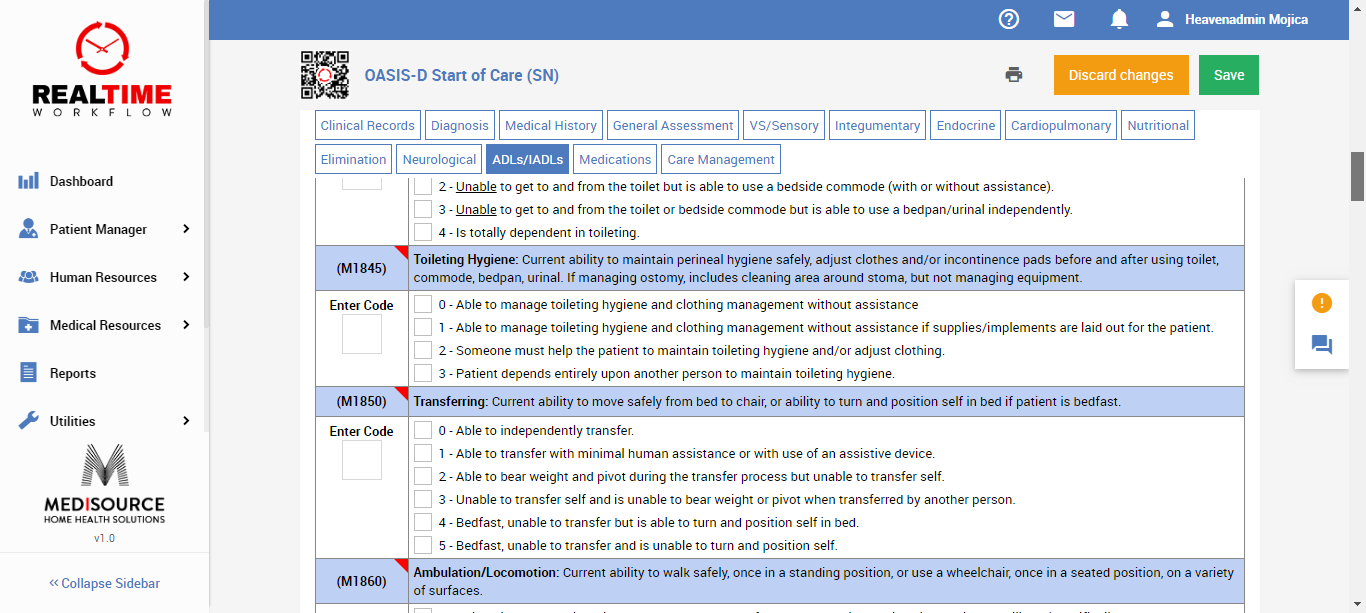 REALTIME
WORKFLOW
Heavenadmin Mojica
OASIS-D Start of Care (SN)
Discard changes
Save
Clinical Records
Diagnosis
Medical History
General Assessment
VS/Sensory
Integumentary
Endocrine
Cardiopulmonary
Nutritional
Elimination
Neurological
ADLs/IADLs
Medications
Care Management
Dashboard
Patient Manager
Human Resources
Medical Resources
Reports
Utilities
MEDISOURCE
HOME HEALTH SOLUTIONS
v1.0
<< Collapse Sidebar
2 - Unable to get to and from the toilet but is able to use a bedside commode (with or without assistance).
3 - Unable to get to and from the toilet or bedside commode but is able to use a bedpan/urinal independently.
4 - Is totally dependent in toileting.
(M1845)
Toileting Hygiene: Current ability to maintain perineal hygiene safely, adjust clothes and/or incontinence pads before and after using toilet,
commode, bedpan, urinal. If managing ostomy, includes cleaning area around stoma, but not managing equipment.
Enter Code
0 - Able to manage toileting hygiene and clothing management without assistance
1 - Able to manage toileting hygiene and clothing management without assistance if supplies/implements are laid out for the patient.
2 - Someone must help the patient to maintain toileting hygiene and/or adjust clothing.
3 - Patient depends entirely upon another person to maintain toileting hygiene.
(M1850)
Transferring: Current ability to move safely from bed to chair, or ability to turn and position self in bed if patient is bedfast.
Enter Code
0 - Able to independently transfer.
1 - Able to transfer with minimal human assistance or with use of an assistive device.
2 - Able to bear weight and pivot during the transfer process but unable to transfer self.
3 - Unable to transfer self and is unable to bear weight or pivot when transferred by another person.
4 - Bedfast, unable to transfer but is able to turn and position self in bed.
5 - Bedfast, unable to transfer and is unable to turn and position self.
(M1860)
Ambulation/Locomotion: Current ability to walk safely, once in a standing position, or use a wheelchair, once in a seated position, on a variety
of surfaces.